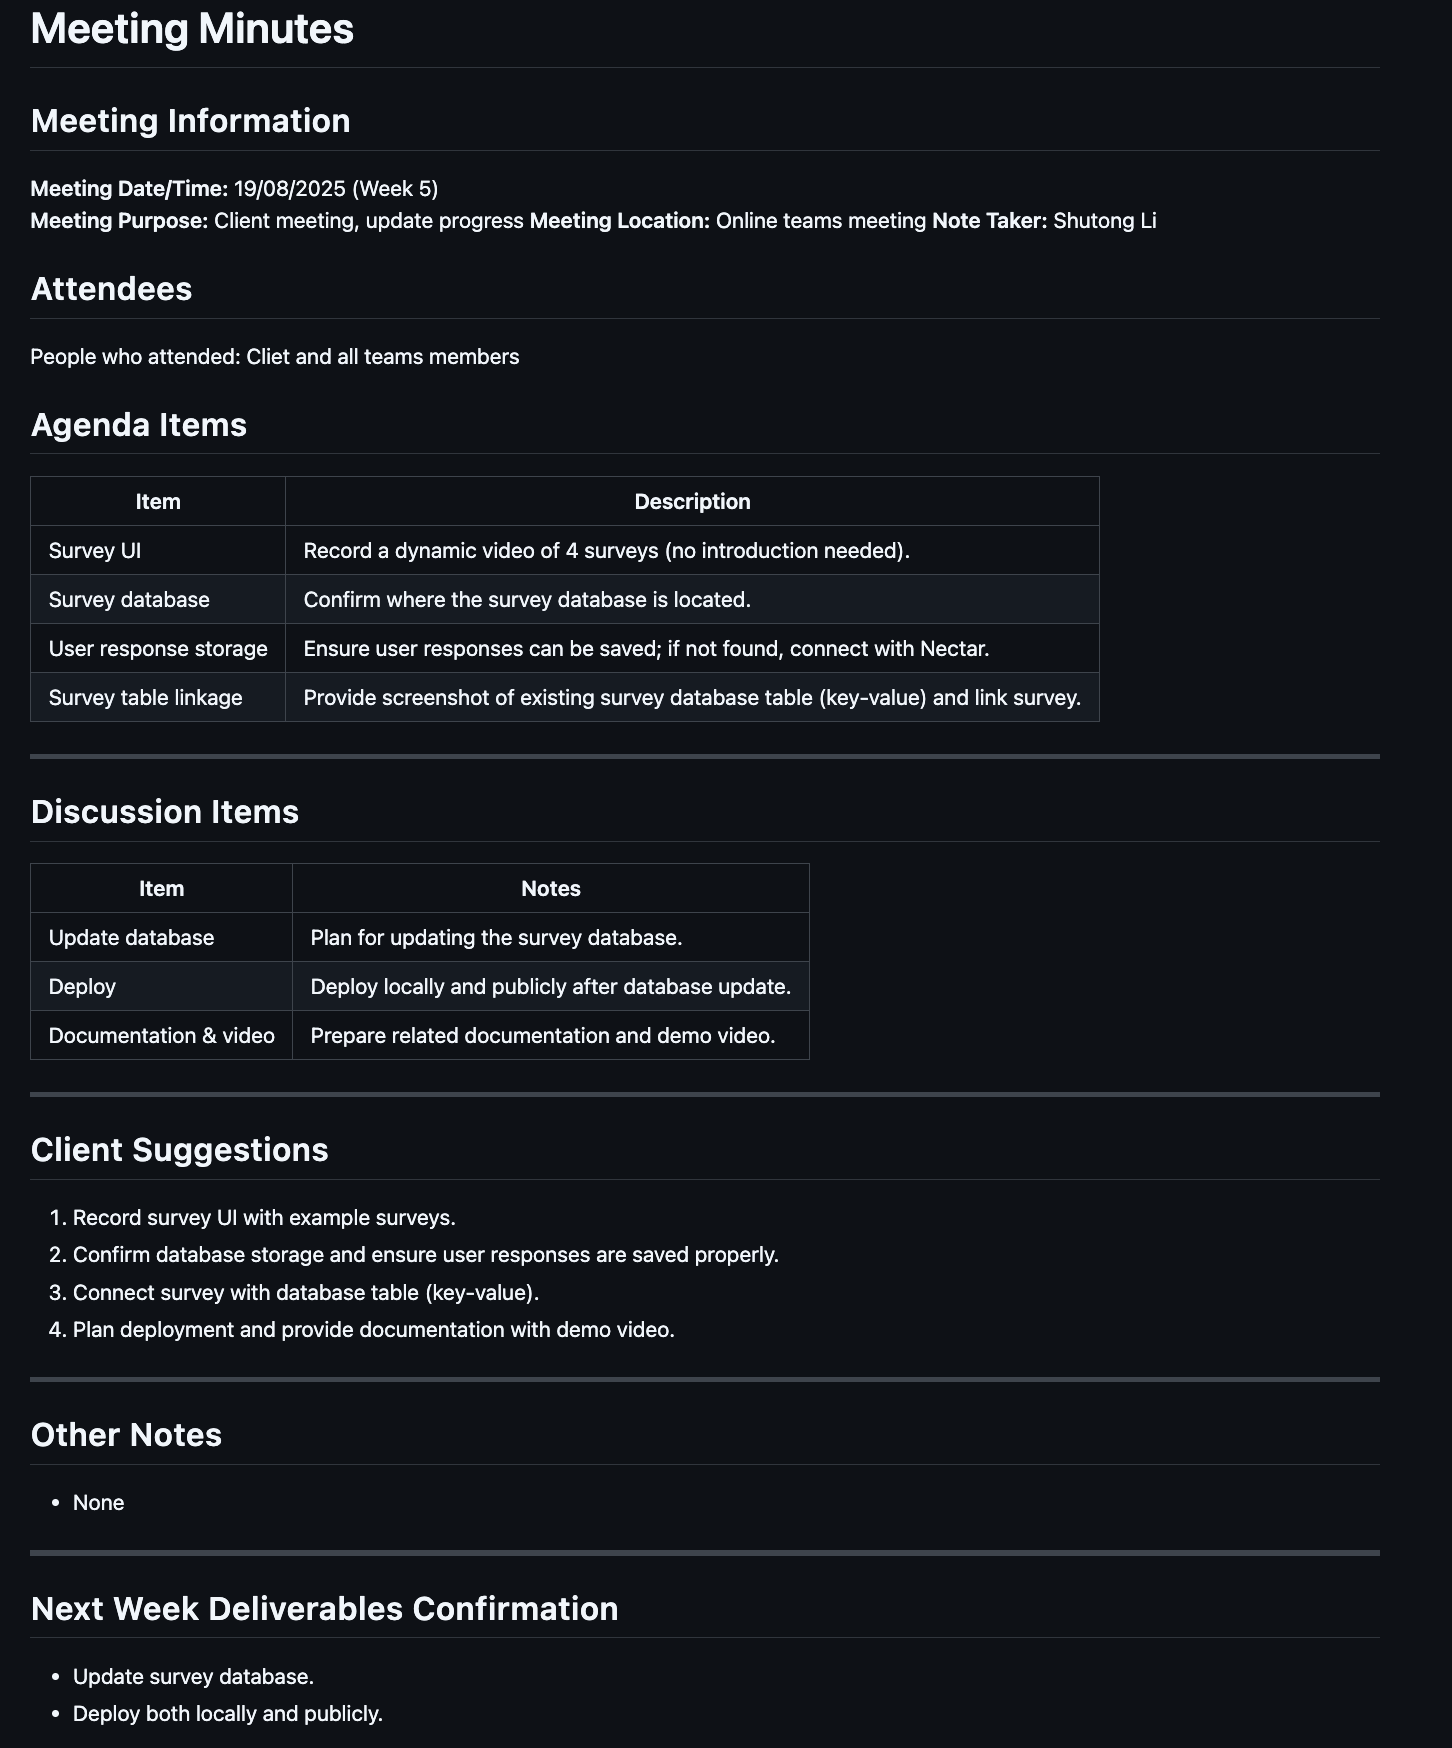 Meeting Minutes
Meeting Information
Meeting Date/Time: 19/08/2025 (Week 5)
Meeting Purpose: Client meeting, update progress Meeting Location: Online teams meeting Note Taker: Shutong Li
Attendees
People who attended: Cliet and all teams members
Agenda Items
Item Description
Survey UI Record a dynamic video of 4 surveys (no introduction needed).
Survey database Confirm where the survey database is located.
User response storage Ensure user responses can be saved; if not found, connect with Nectar.
Survey table linkage Provide screenshot of existing survey database table (key-value) and link survey.
Discussion Items
Item Notes
Update database Plan for updating the survey database.
Deploy Deploy locally and publicly after database update.
Documentation & video Prepare related documentation and demo video.
Client Suggestions
1. Record survey UI with example surveys.
2. Confirm database storage and ensure user responses are saved properly.
3. Connect survey with database table (key-value).
4. Plan deployment and provide documentation with demo video.
Other Notes
• None
Next Week Deliverables Confirmation
• Update survey database.
• Deploy both locally and publicly.